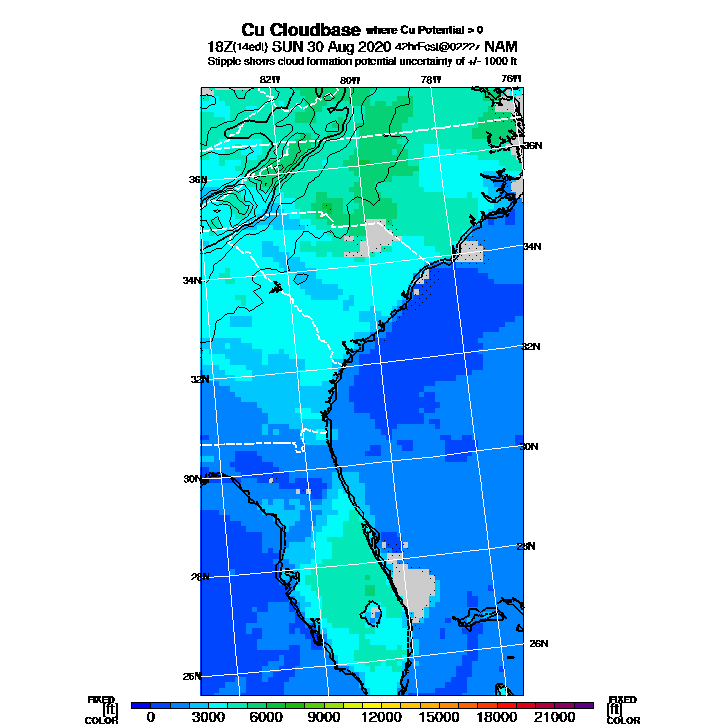 Cu Cloudbase where Cu Potential > 0
18Z(14edt) SUN 30 Aug 2020 42hrFcst@0222z NAM
Stipple shows cloud formation potential uncertainty of +/- 1000 ft
82W 80W 78W 76W
36N
36N
34N
34N
32N
32N
30N
30N
28N
28N
26N
26N
FIXED FIXED
[ft] [ft]
COLOR COLOR
0 3000 6000 9000 12000 15000 18000 21000